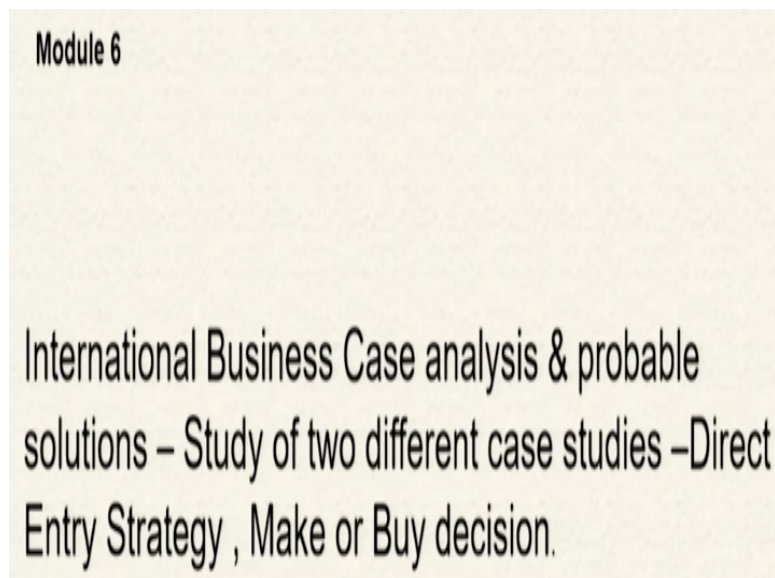 Module 6
International Business Case analysis & probable
solutions – Study of two different case studies –Direct
Entry Strategy , Make or Buy decision.